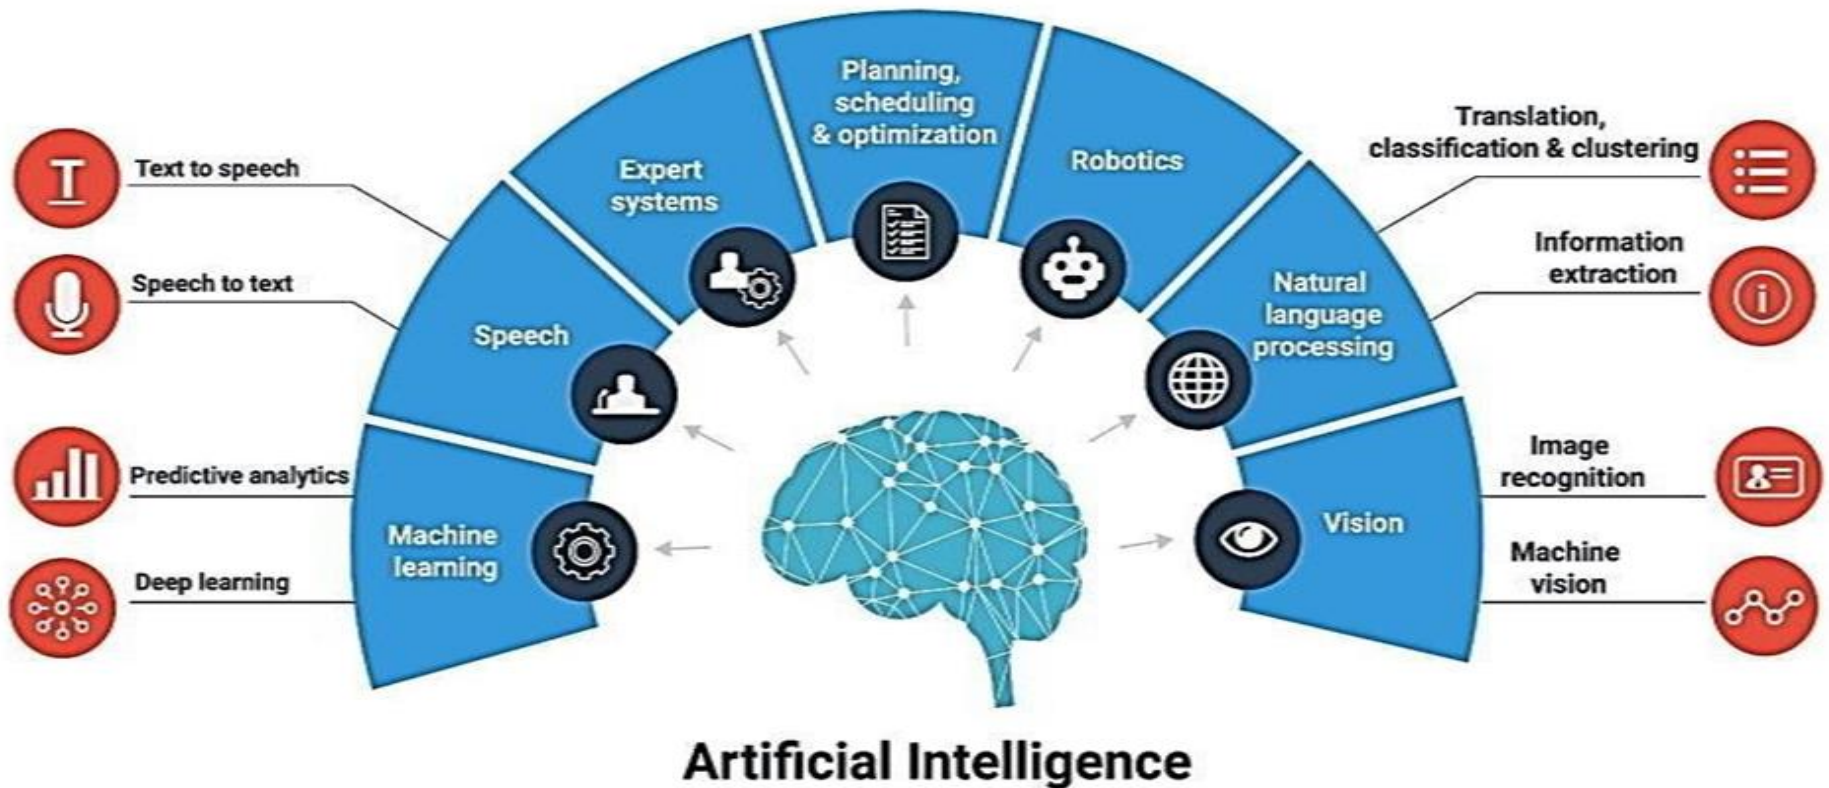 Text to speech
Speech to text
Predictive analytics
Deep learning
Machine
learning
Speech
Expert
systems
Planning,
scheduling
& optimization
Robotics
Natural
language
processing
Vision
Translation,
classification & clustering
Information
extraction
Image
recognition
Machine
vision
Artificial Intelligence